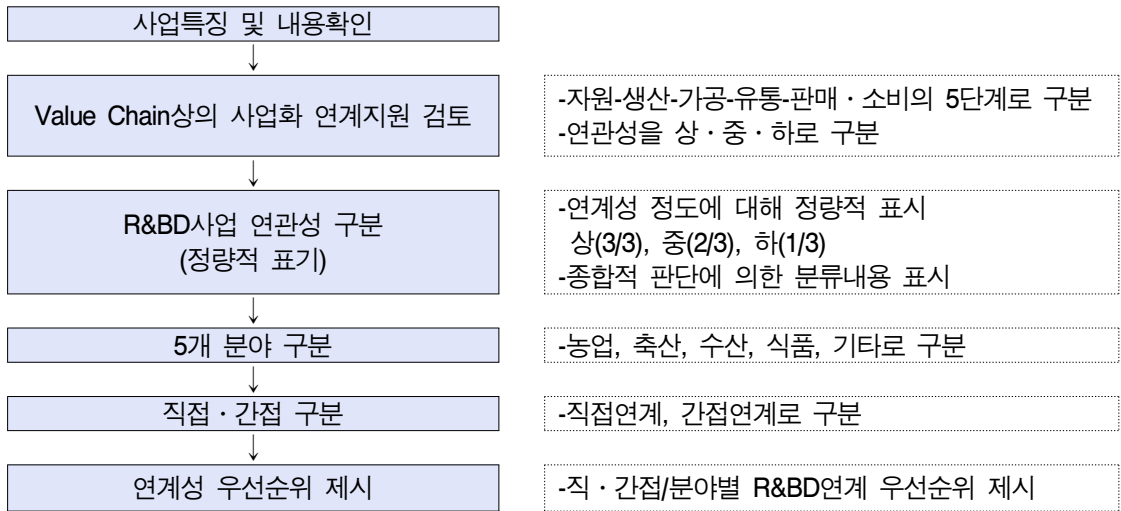 사업특징 및 내용확인
↓
Value Chain상의 사업화 연계지원 검토
-자원-생산-가공-유통-판매・소비의 5단계로 구분
-연관성을 상・중・하로 구분
↓
R&BD사업 연관성 구분
(정량적 표기)
-연계성 정도에 대해 정량적 표시
상(3/3), 중(2/3), 하(1/3)
-종합적 판단에 의한 분류내용 표시
↓
5개 분야 구분
-농업, 축산, 수산, 식품, 기타로 구분
↓
직접・간접 구분
-직접연계, 간접연계로 구분
↓
연계성 우선순위 제시
-직・간접/분야별 R&BD연계 우선순위 제시